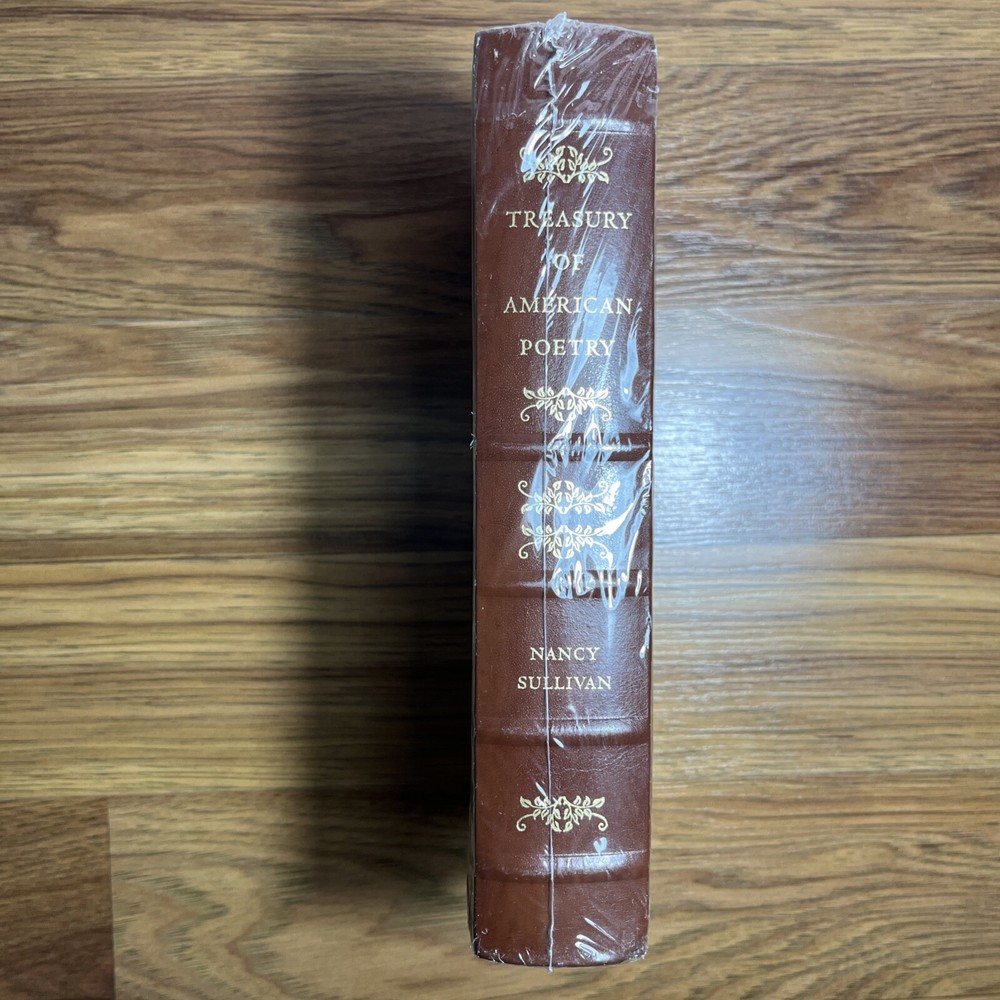 TREASURY
OF
AMERICAN
POETRY
NANCY
SULLIVAN